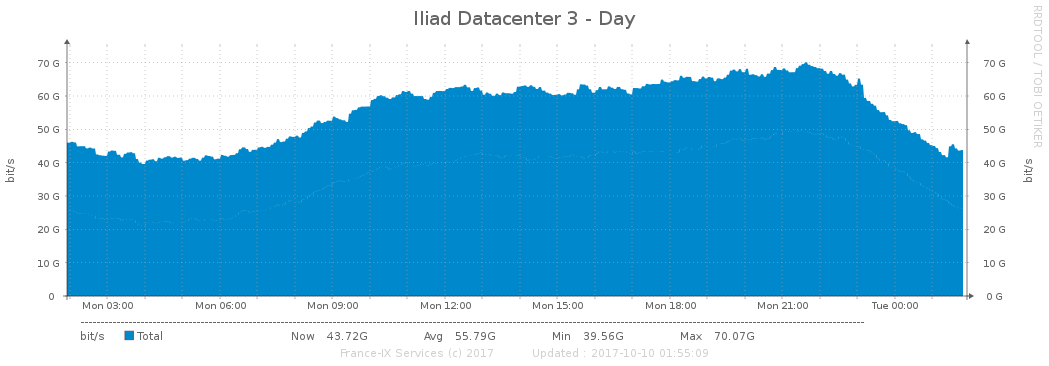 Iliad Datacenter 3 - Day
RRDTOOL / TOBI OETIKER
bit/s
bit/s
70 G
60 G
50 G
40 G
30 G
20 G
10 G
0
70 G
60 G
50 G
40 G
30 G
20 G
10 G
0 G
Mon 03:00 Mon 06:00 Mon 09:00 Mon 12:00 Mon 15:00 Mon 18:00 Mon 21:00 Tue 00:00
bit/s Total Now 43.72G Avg 55.79G Min 39.56G Max 70.07G
France-IX Services (c) 2017 Updated : 2017-10-10 01:55:09